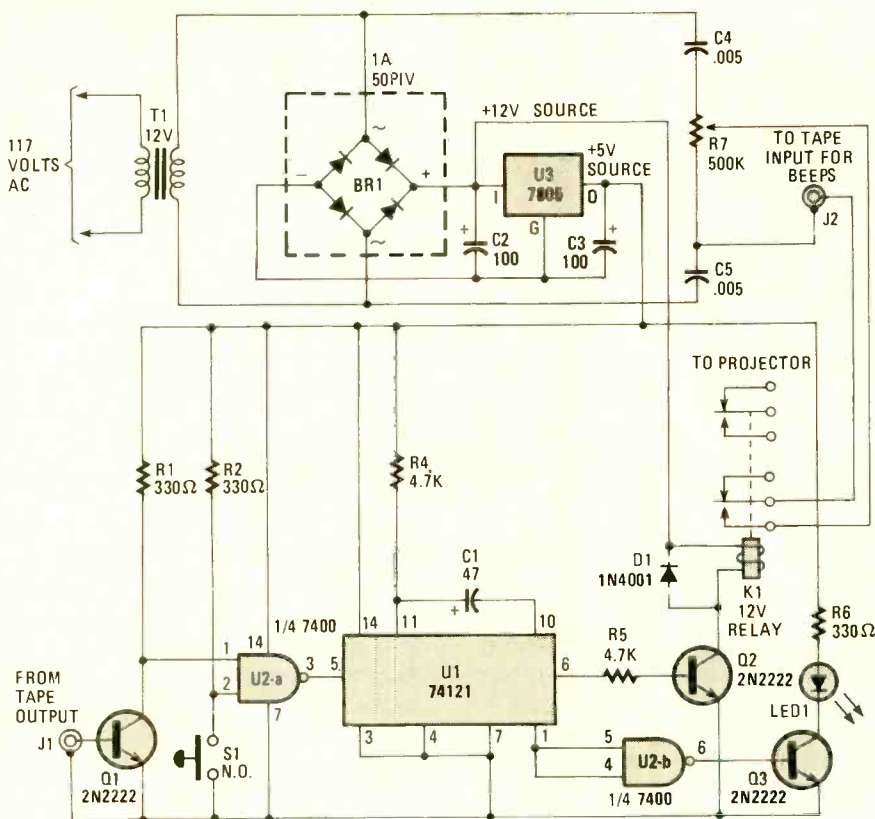 C4
.005
1A
50PIV
117
VOLTS
AC
T1
12V
+12V SOURCE
+5V
SOURCE
R7
500K
TO TAPE
INPUT FOR
BEEPS
J2
~
-
BR1
+
~
I
U3
7805
O
G
+
C2
100
C3
100
+
C5
.005
TO PROJECTOR
R1
330Ω
R2
330Ω
R4
4.7K
C1
47
+
D1
1N4001
K1
12V
RELAY
R6
330Ω
LED1
1/4 7400
14
1
2
U2-a
3
7
5
14
11
10
U1
74121
6
3
4
7
1
R5
4.7K
Q2
2N2222
FROM
TAPE
OUTPUT
J1
Q1
2N2222
S1
N.O.
5
4
U2-b
6
1/4 7400
Q3
2N2222